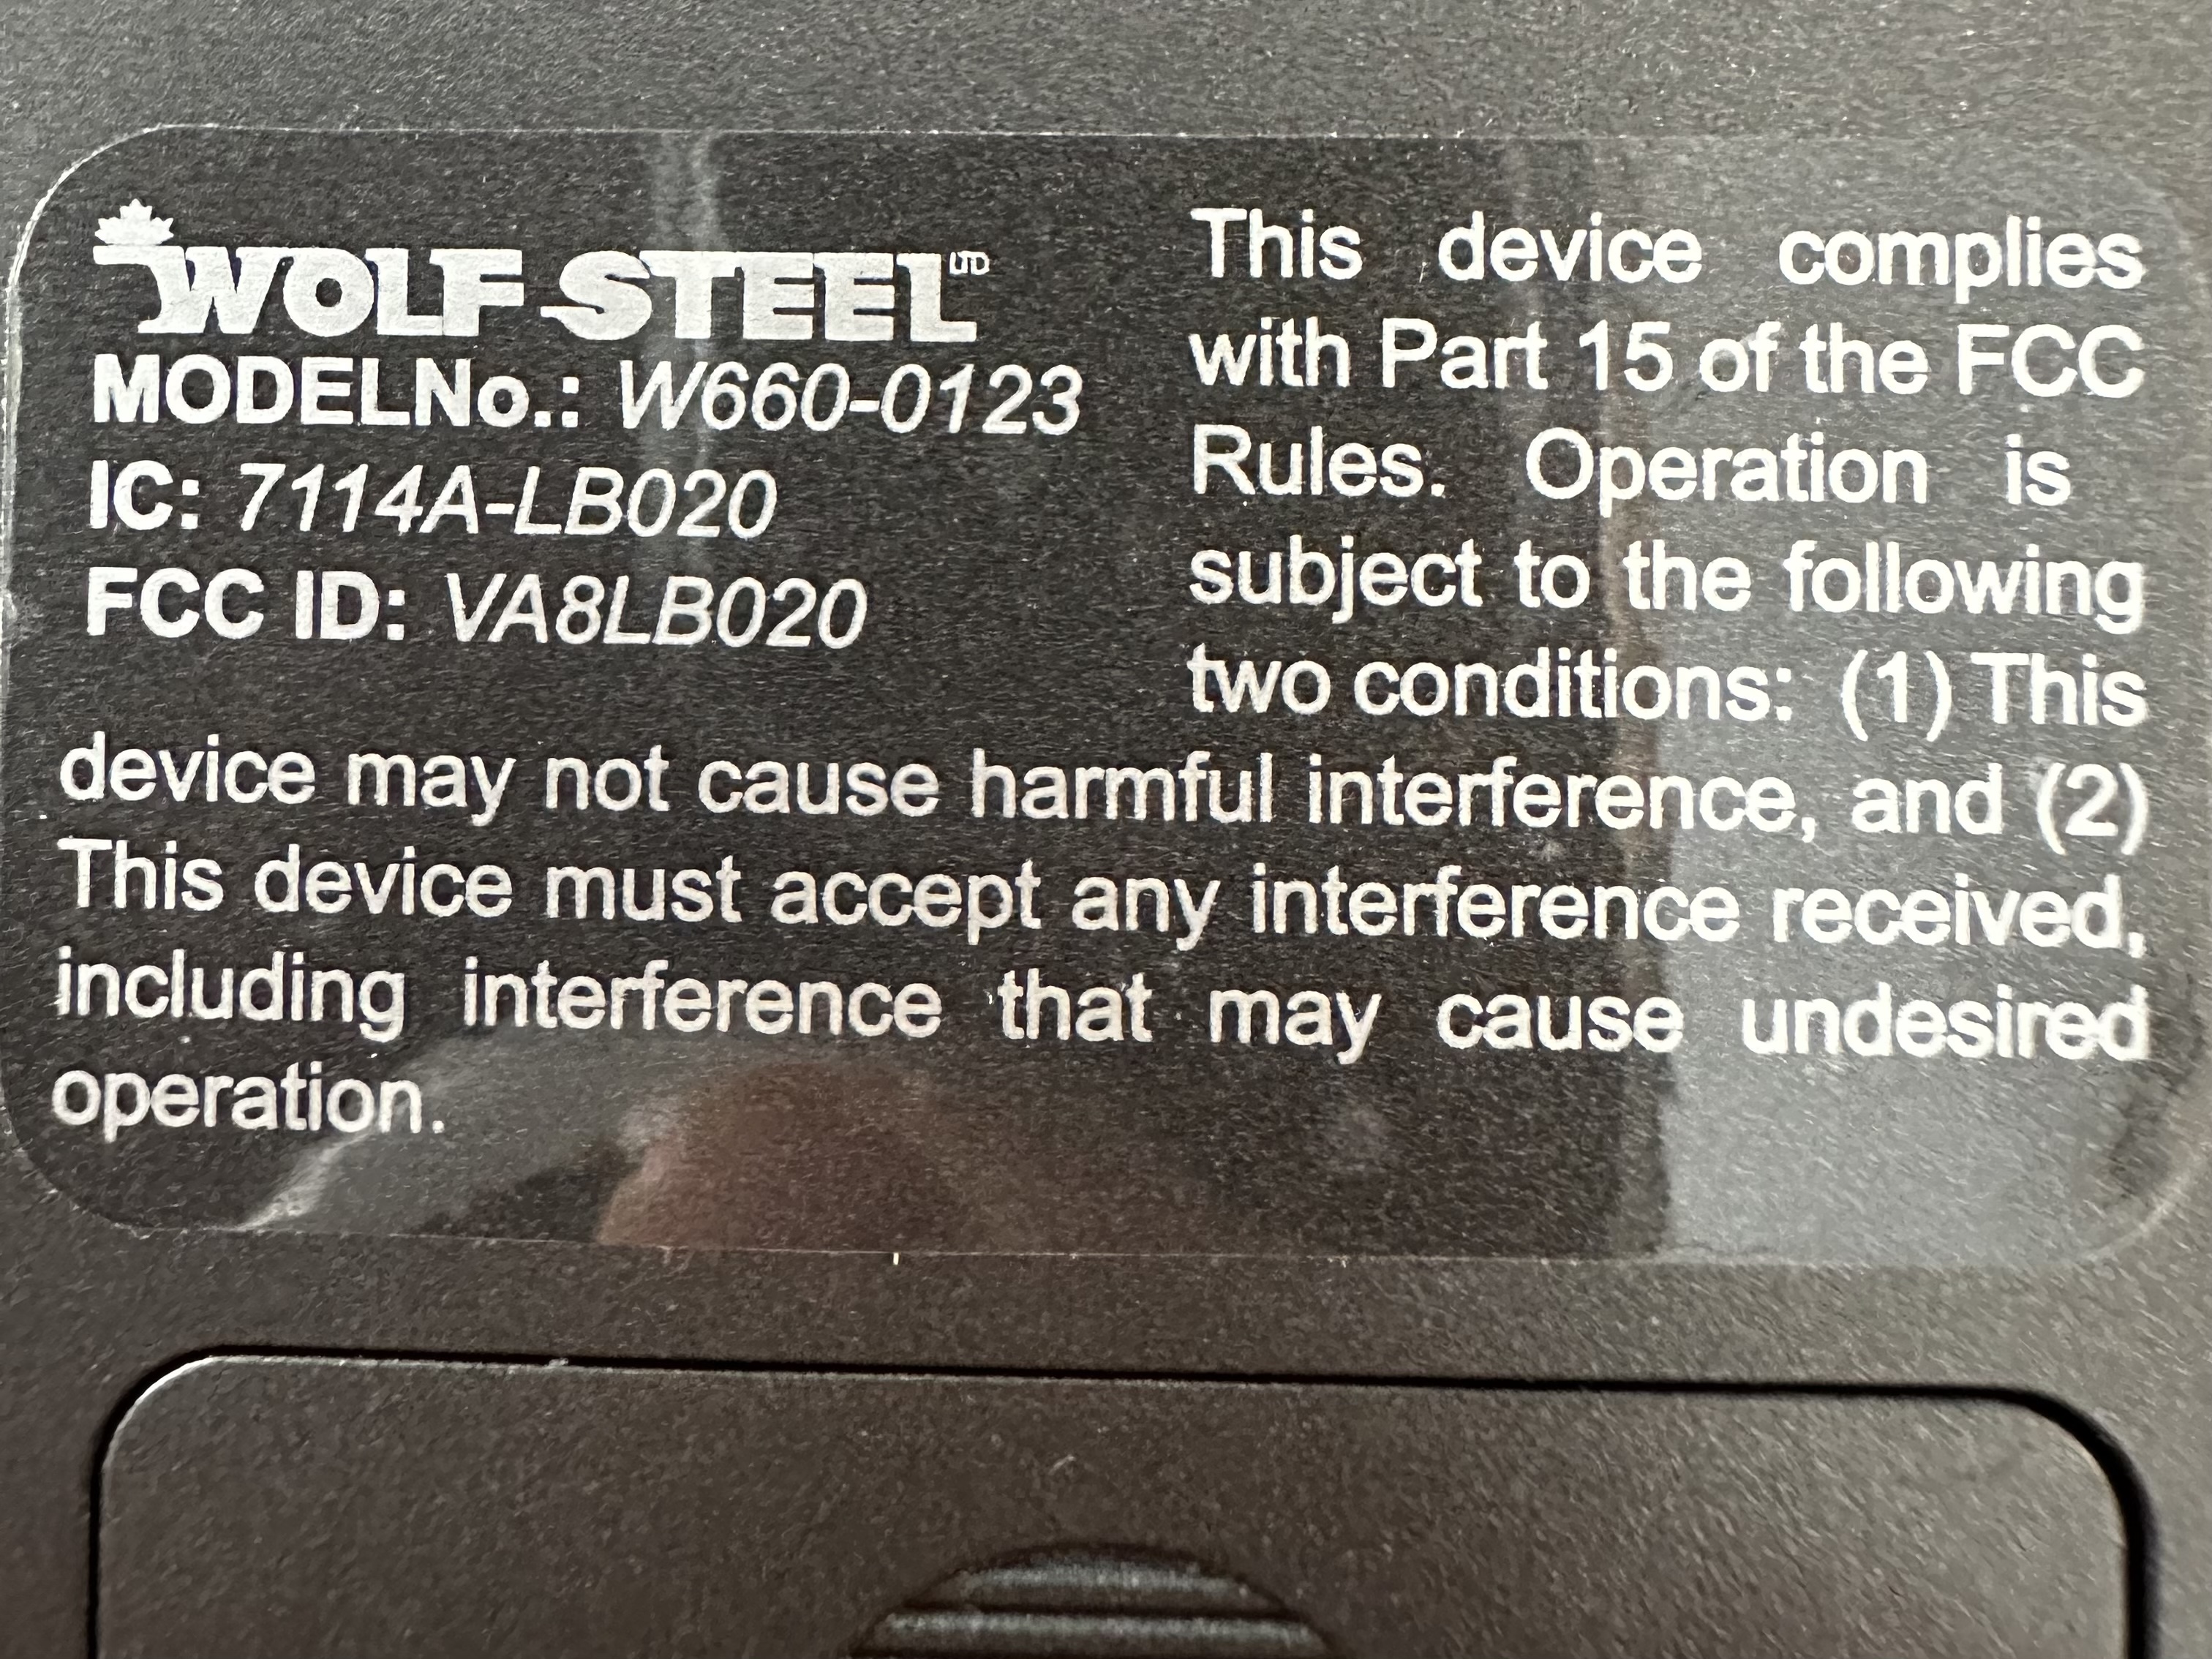 WOLF STEEL LTD
MODELNo.: W660-0123
IC: 7114A-LB020
FCC ID: VA8LB020
This device complies
with Part 15 of the FCC
Rules. Operation is
subject to the following
two conditions: (1) This
device may not cause harmful interference, and (2)
This device must accept any interference received,
including interference that may cause undesired
operation.